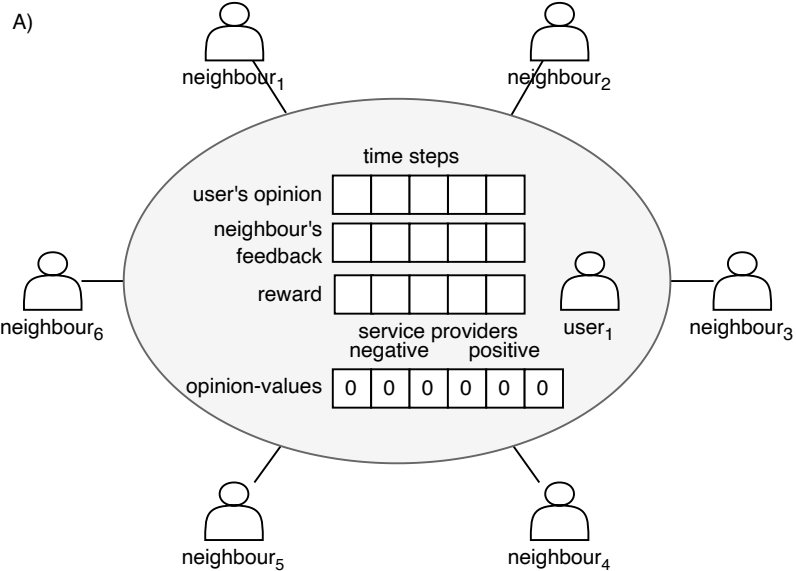 A)
neighbour1
neighbour2
time steps
user's opinion
neighbour's
feedback
reward
user1
neighbour6
neighbour3
service providers
negative positive
opinion-values 0 0 0 0 0 0
neighbour5
neighbour4